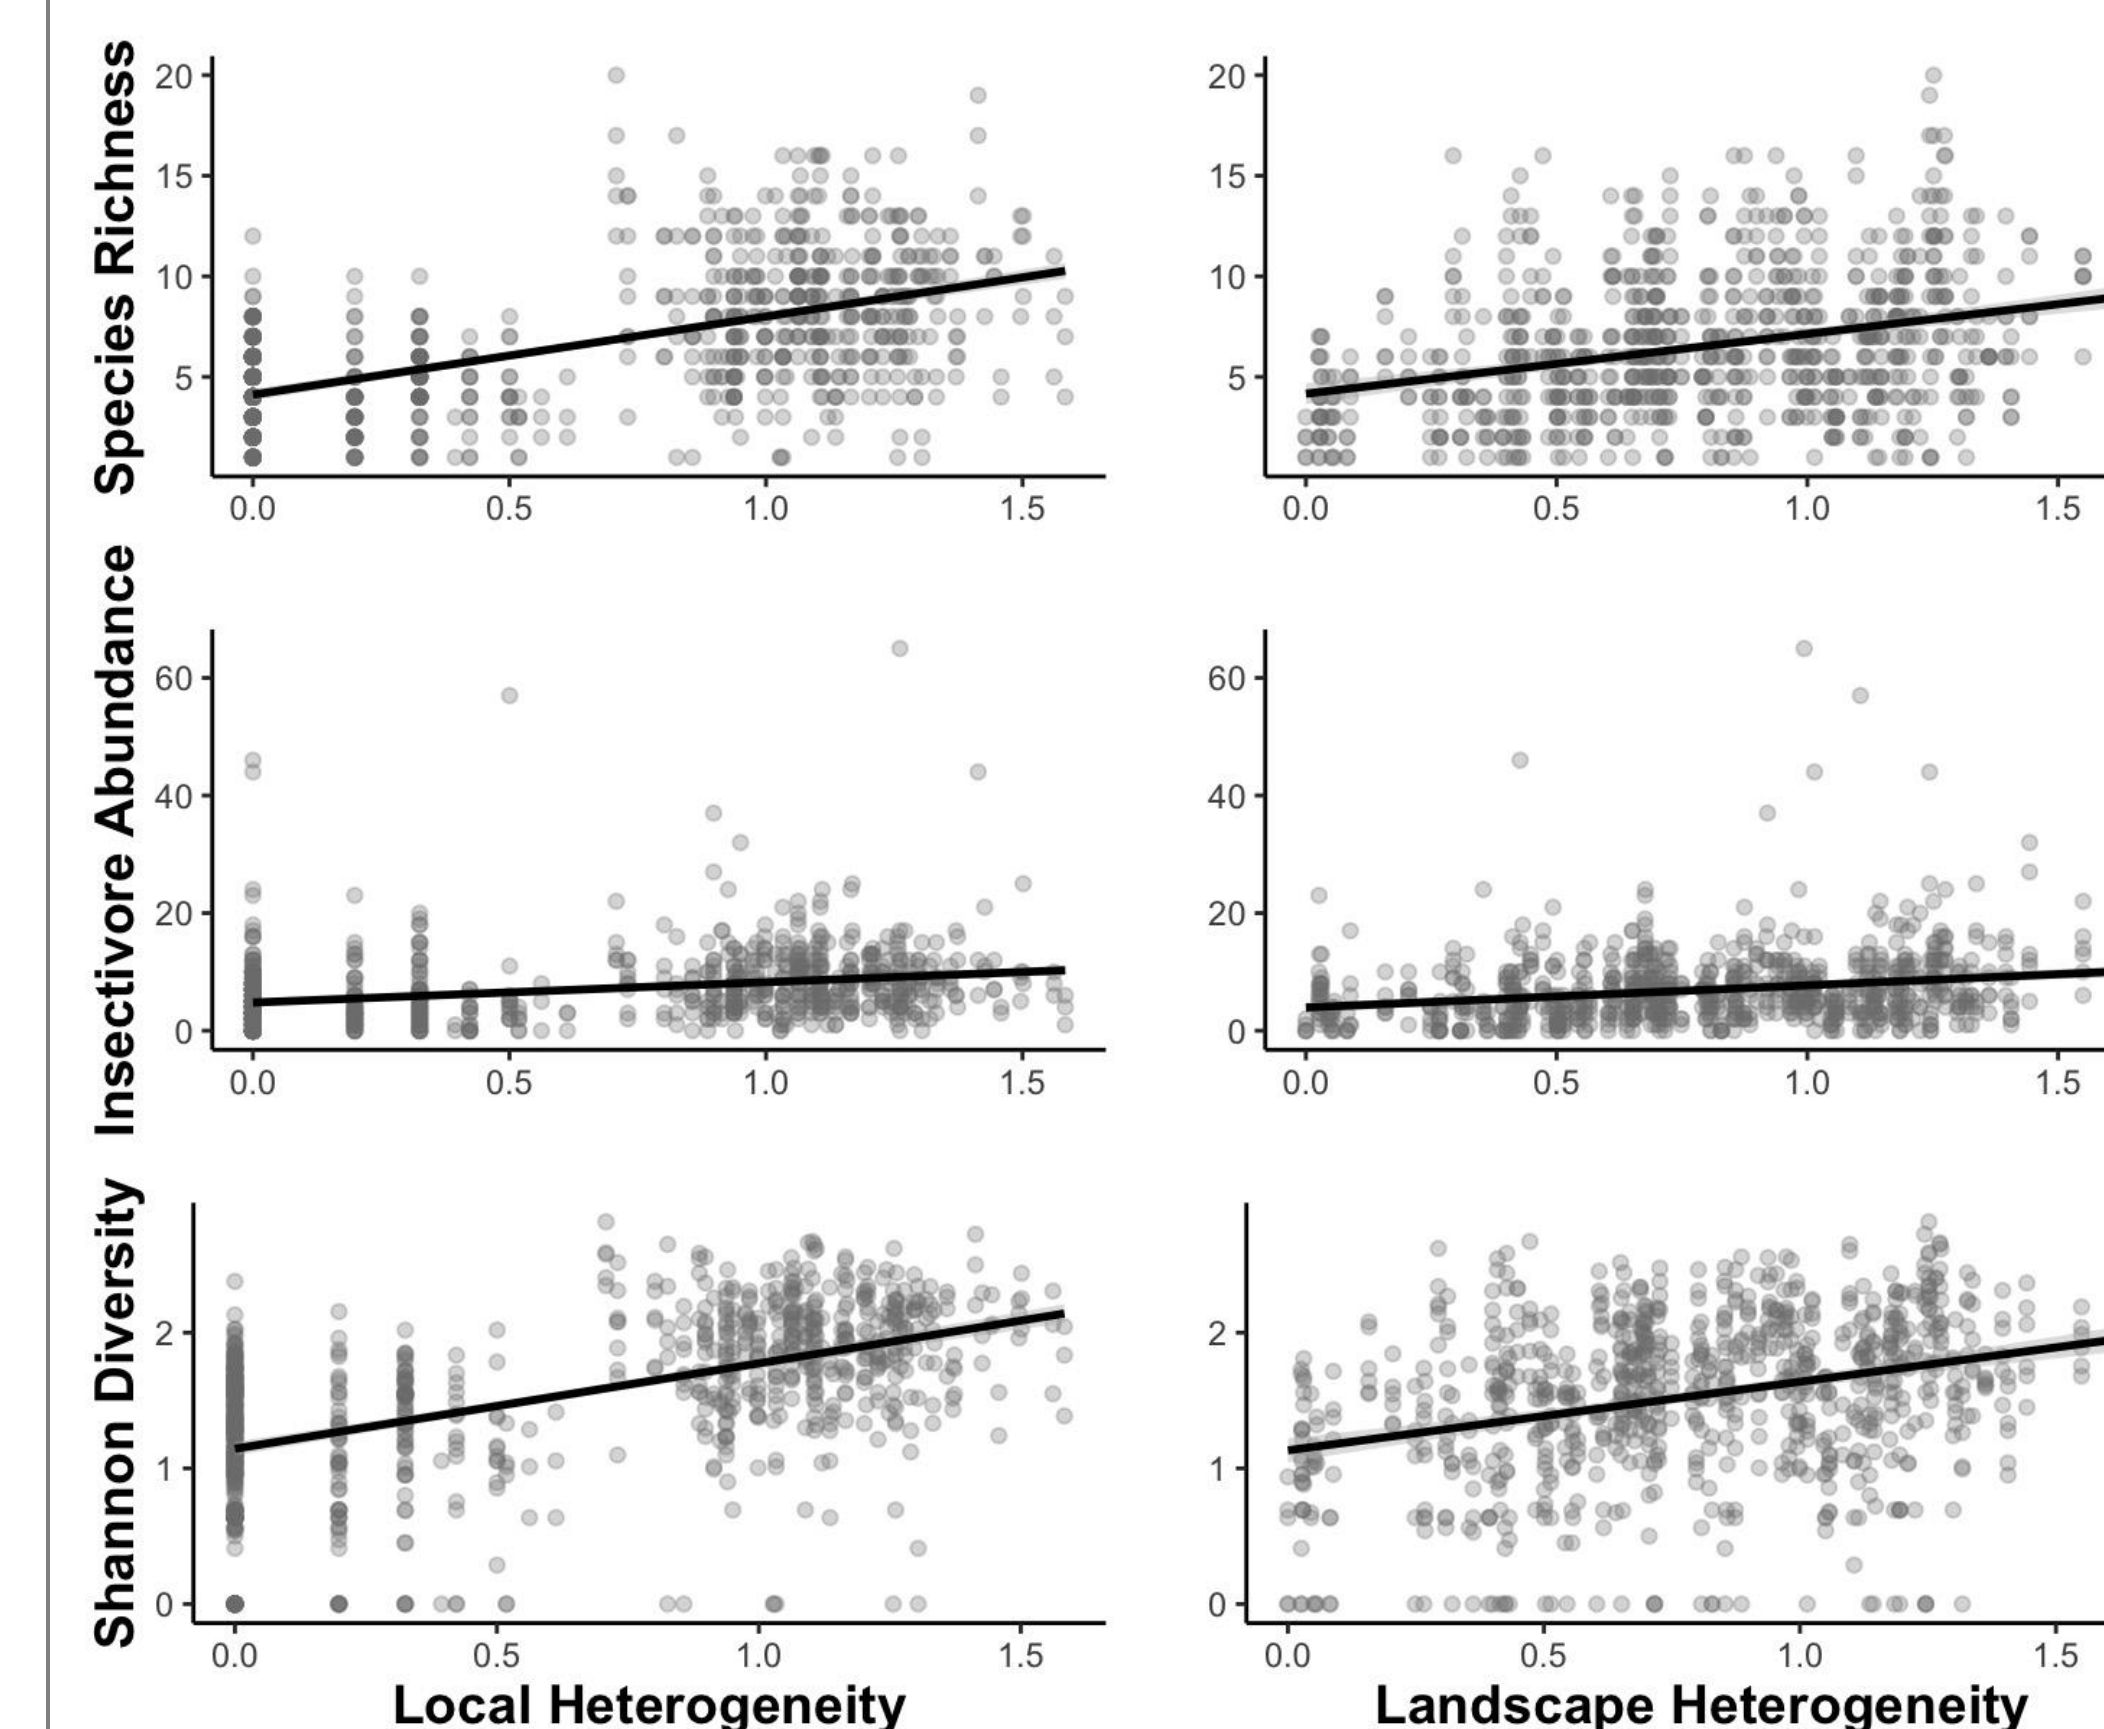 Species Richness
20
15
10
5
0.0 0.5 1.0 1.5
20
15
10
5
0.0 0.5 1.0 1.5
Insectivore Abundance
60
40
20
0
0.0 0.5 1.0 1.5
60
40
20
0
0.0 0.5 1.0 1.5
Shannon Diversity
2
1
0
0.0 0.5 1.0 1.5
Local Heterogeneity
2
1
0
0.0 0.5 1.0 1.5
Landscape Heterogeneity